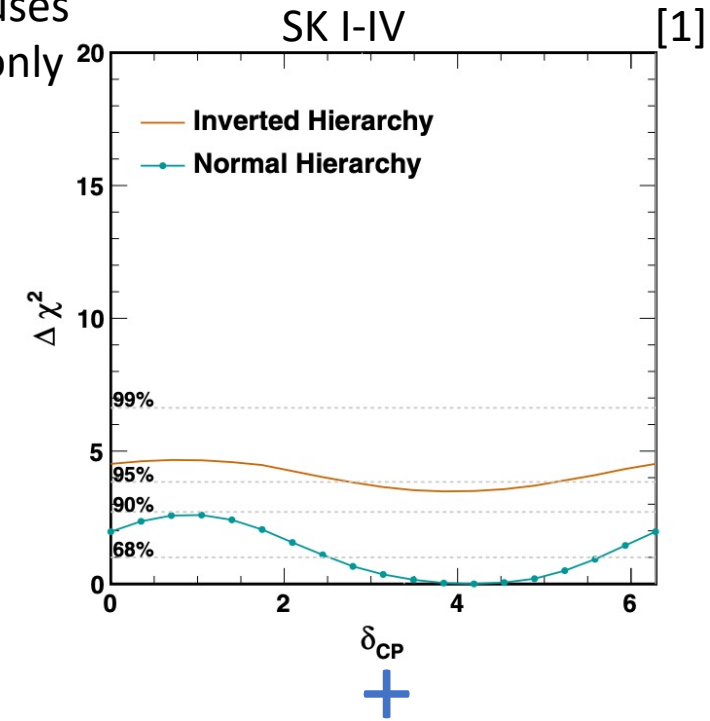 uses
only
SK I-IV
[1]
20
15
10
5
0
Inverted Hierarchy
Normal Hierarchy
99%
95%
90%
68%
Δ χ²
0 2 4 6
δCP
+